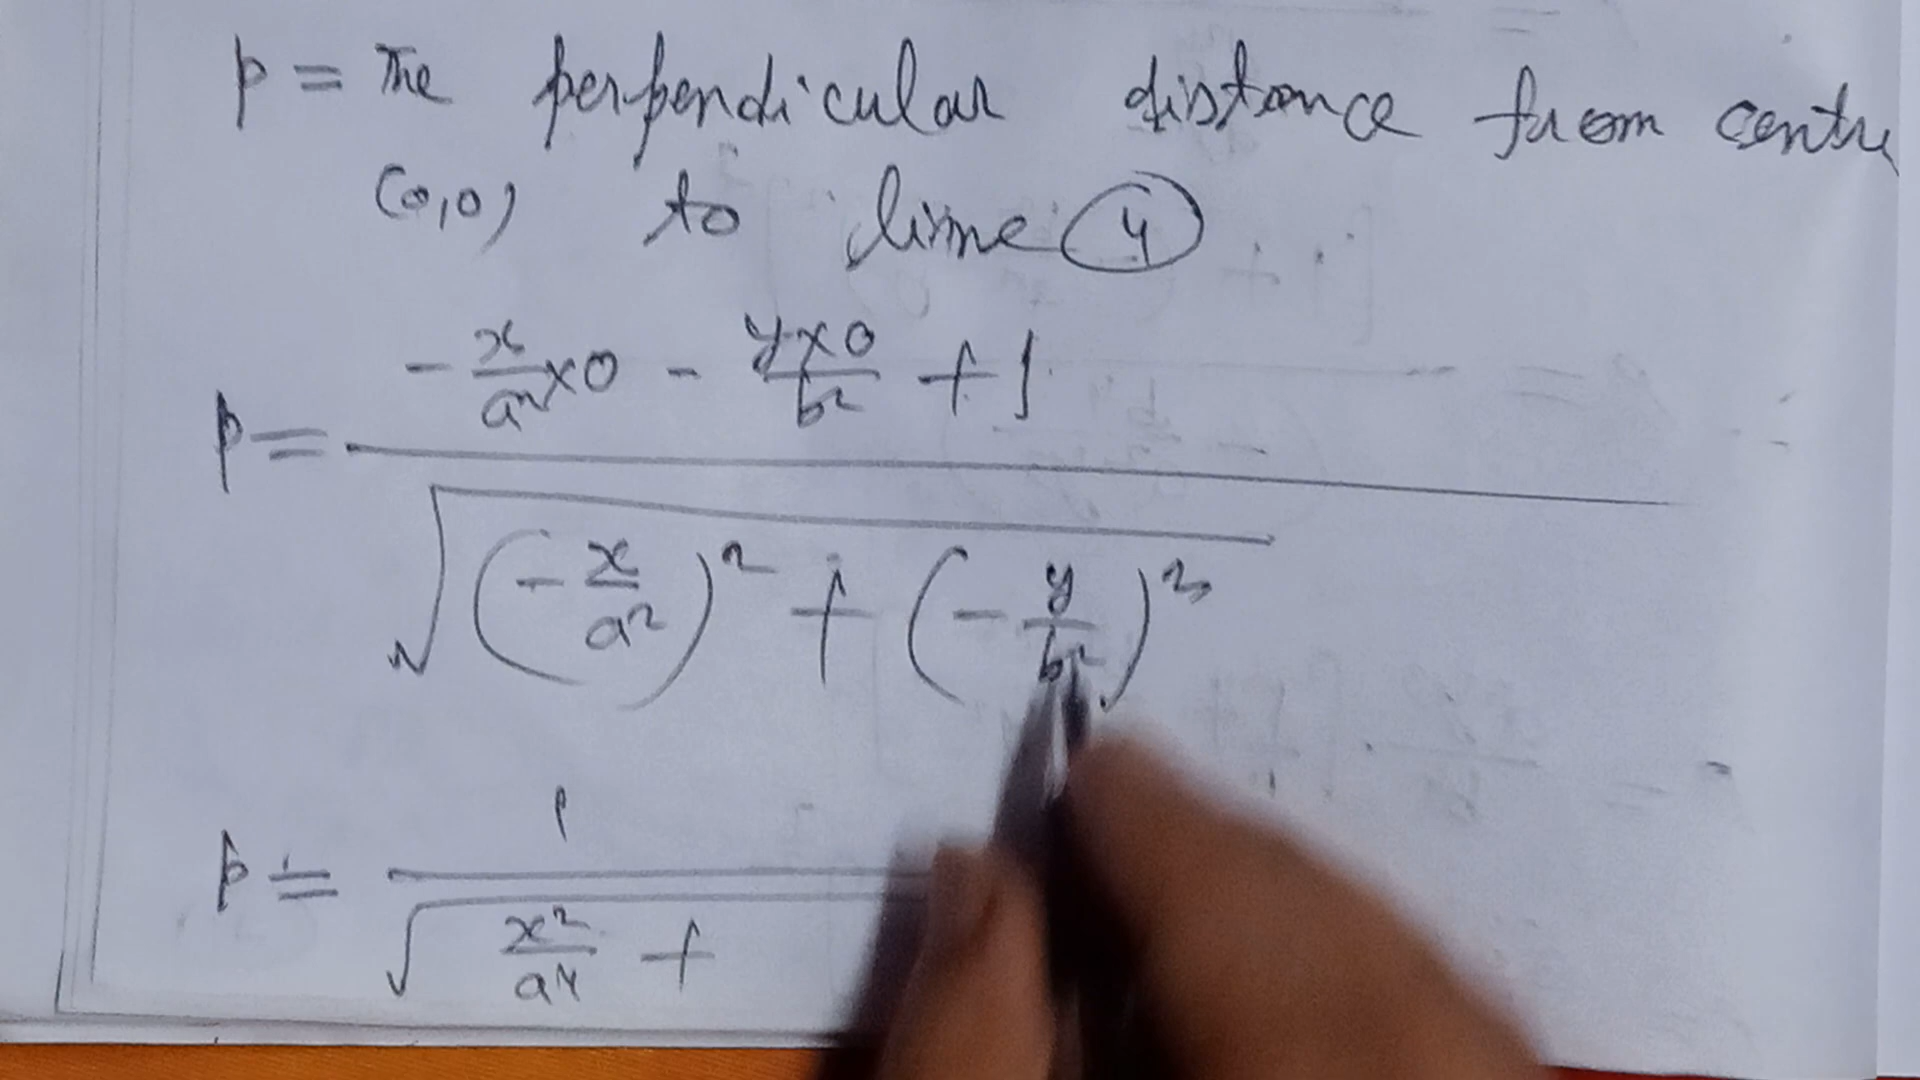 p = The perpendicular distance from centre
(0,0) to line ④
p = (-x/a² × 0 - y×0/b² + 1) / √((-x/a²)² + (-y/b²)²)
p = 1 / √(x²/a⁴ +